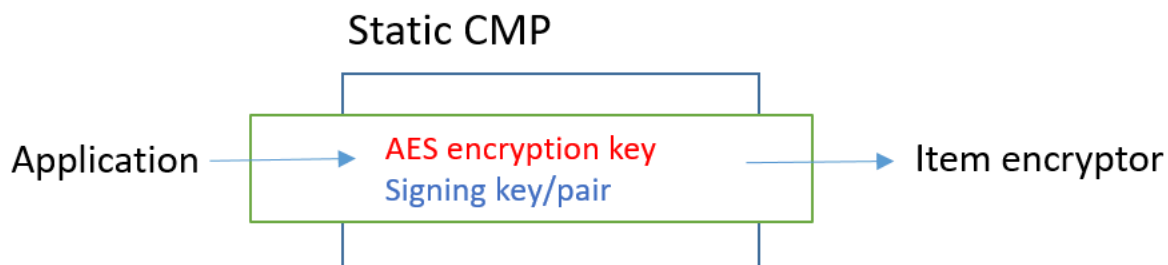 Static CMP
Application
AES encryption key
Signing key/pair
Item encryptor